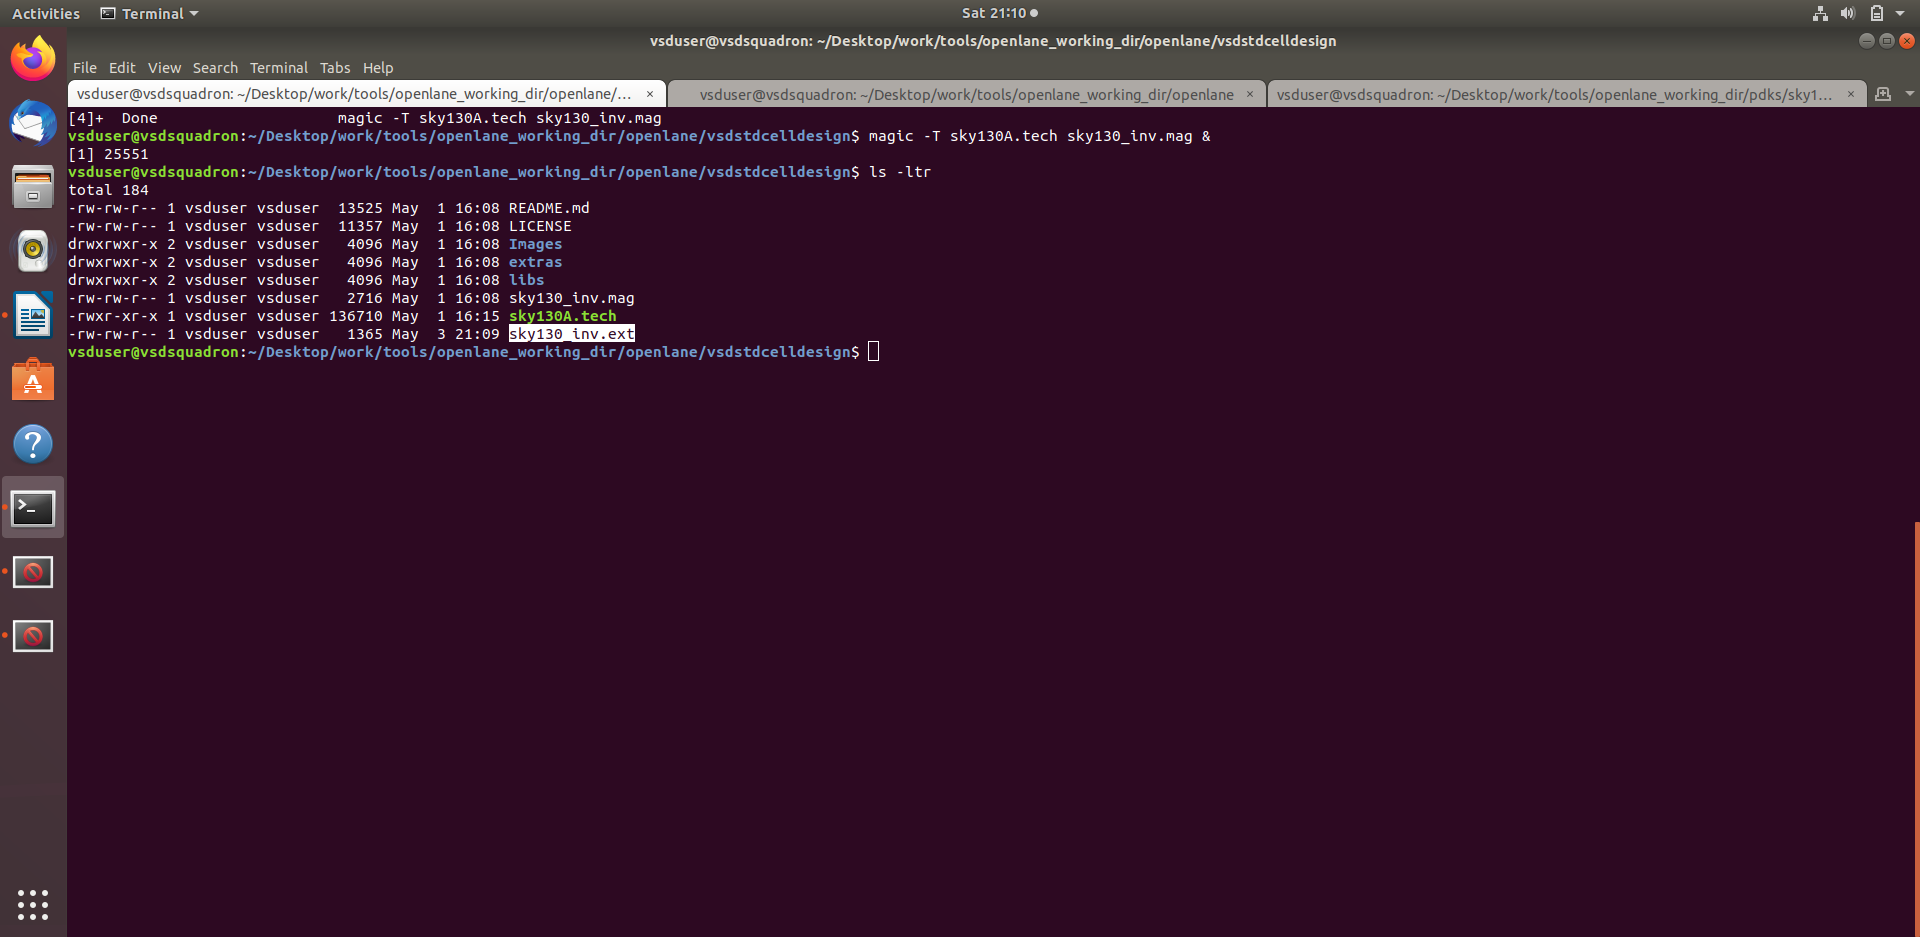 Activities Terminal Sat 21:10
vsduser@vsdsquadron: ~/Desktop/work/tools/openlane_working_dir/openlane/vsdstdcelldesign
File Edit View Search Terminal Tabs Help
vsduser@vsdsquadron: ~/Desktop/work/tools/openlane_working_dir/openlane/... × vsduser@vsdsquadron: ~/Desktop/work/tools/openlane_working_dir/openlane × vsduser@vsdsquadron: ~/Desktop/work/tools/openlane_working_dir/pdks/sky1... ×
[4]+  Done                    magic -T sky130A.tech sky130_inv.mag
vsduser@vsdsquadron:~/Desktop/work/tools/openlane_working_dir/openlane/vsdstdcelldesign$ magic -T sky130A.tech sky130_inv.mag &
[1] 25551
vsduser@vsdsquadron:~/Desktop/work/tools/openlane_working_dir/openlane/vsdstdcelldesign$ ls -ltr
total 184
-rw-rw-r-- 1 vsduser vsduser  13525 May  1 16:08 README.md
-rw-rw-r-- 1 vsduser vsduser  11357 May  1 16:08 LICENSE
drwxrwxr-x 2 vsduser vsduser   4096 May  1 16:08 Images
drwxrwxr-x 2 vsduser vsduser   4096 May  1 16:08 extras
drwxrwxr-x 2 vsduser vsduser   4096 May  1 16:08 libs
-rw-rw-r-- 1 vsduser vsduser   2716 May  1 16:08 sky130_inv.mag
-rwxr-xr-x 1 vsduser vsduser 136710 May  1 16:15 sky130A.tech
-rw-rw-r-- 1 vsduser vsduser   1365 May  3 21:09 sky130_inv.ext
vsduser@vsdsquadron:~/Desktop/work/tools/openlane_working_dir/openlane/vsdstdcelldesign$